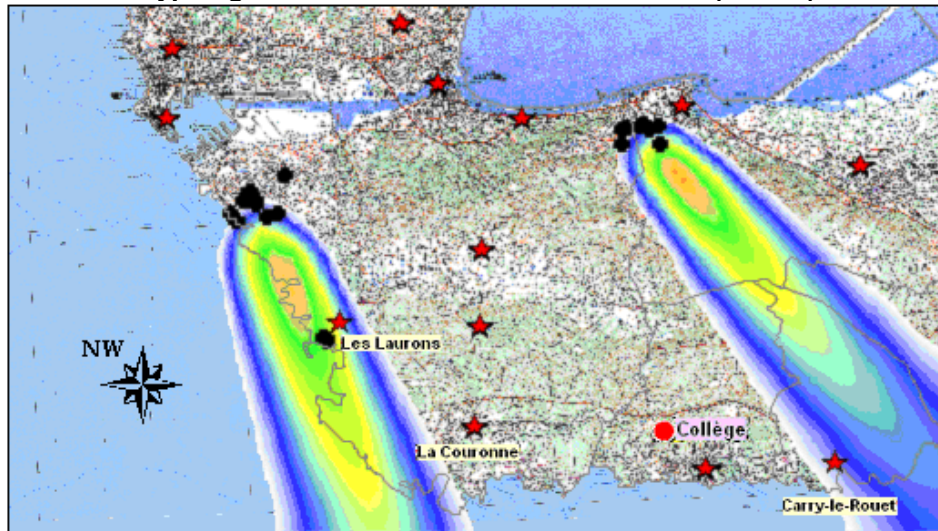 Les Laurons
NW
Collège
La Couronne
Carry-le-Rouet